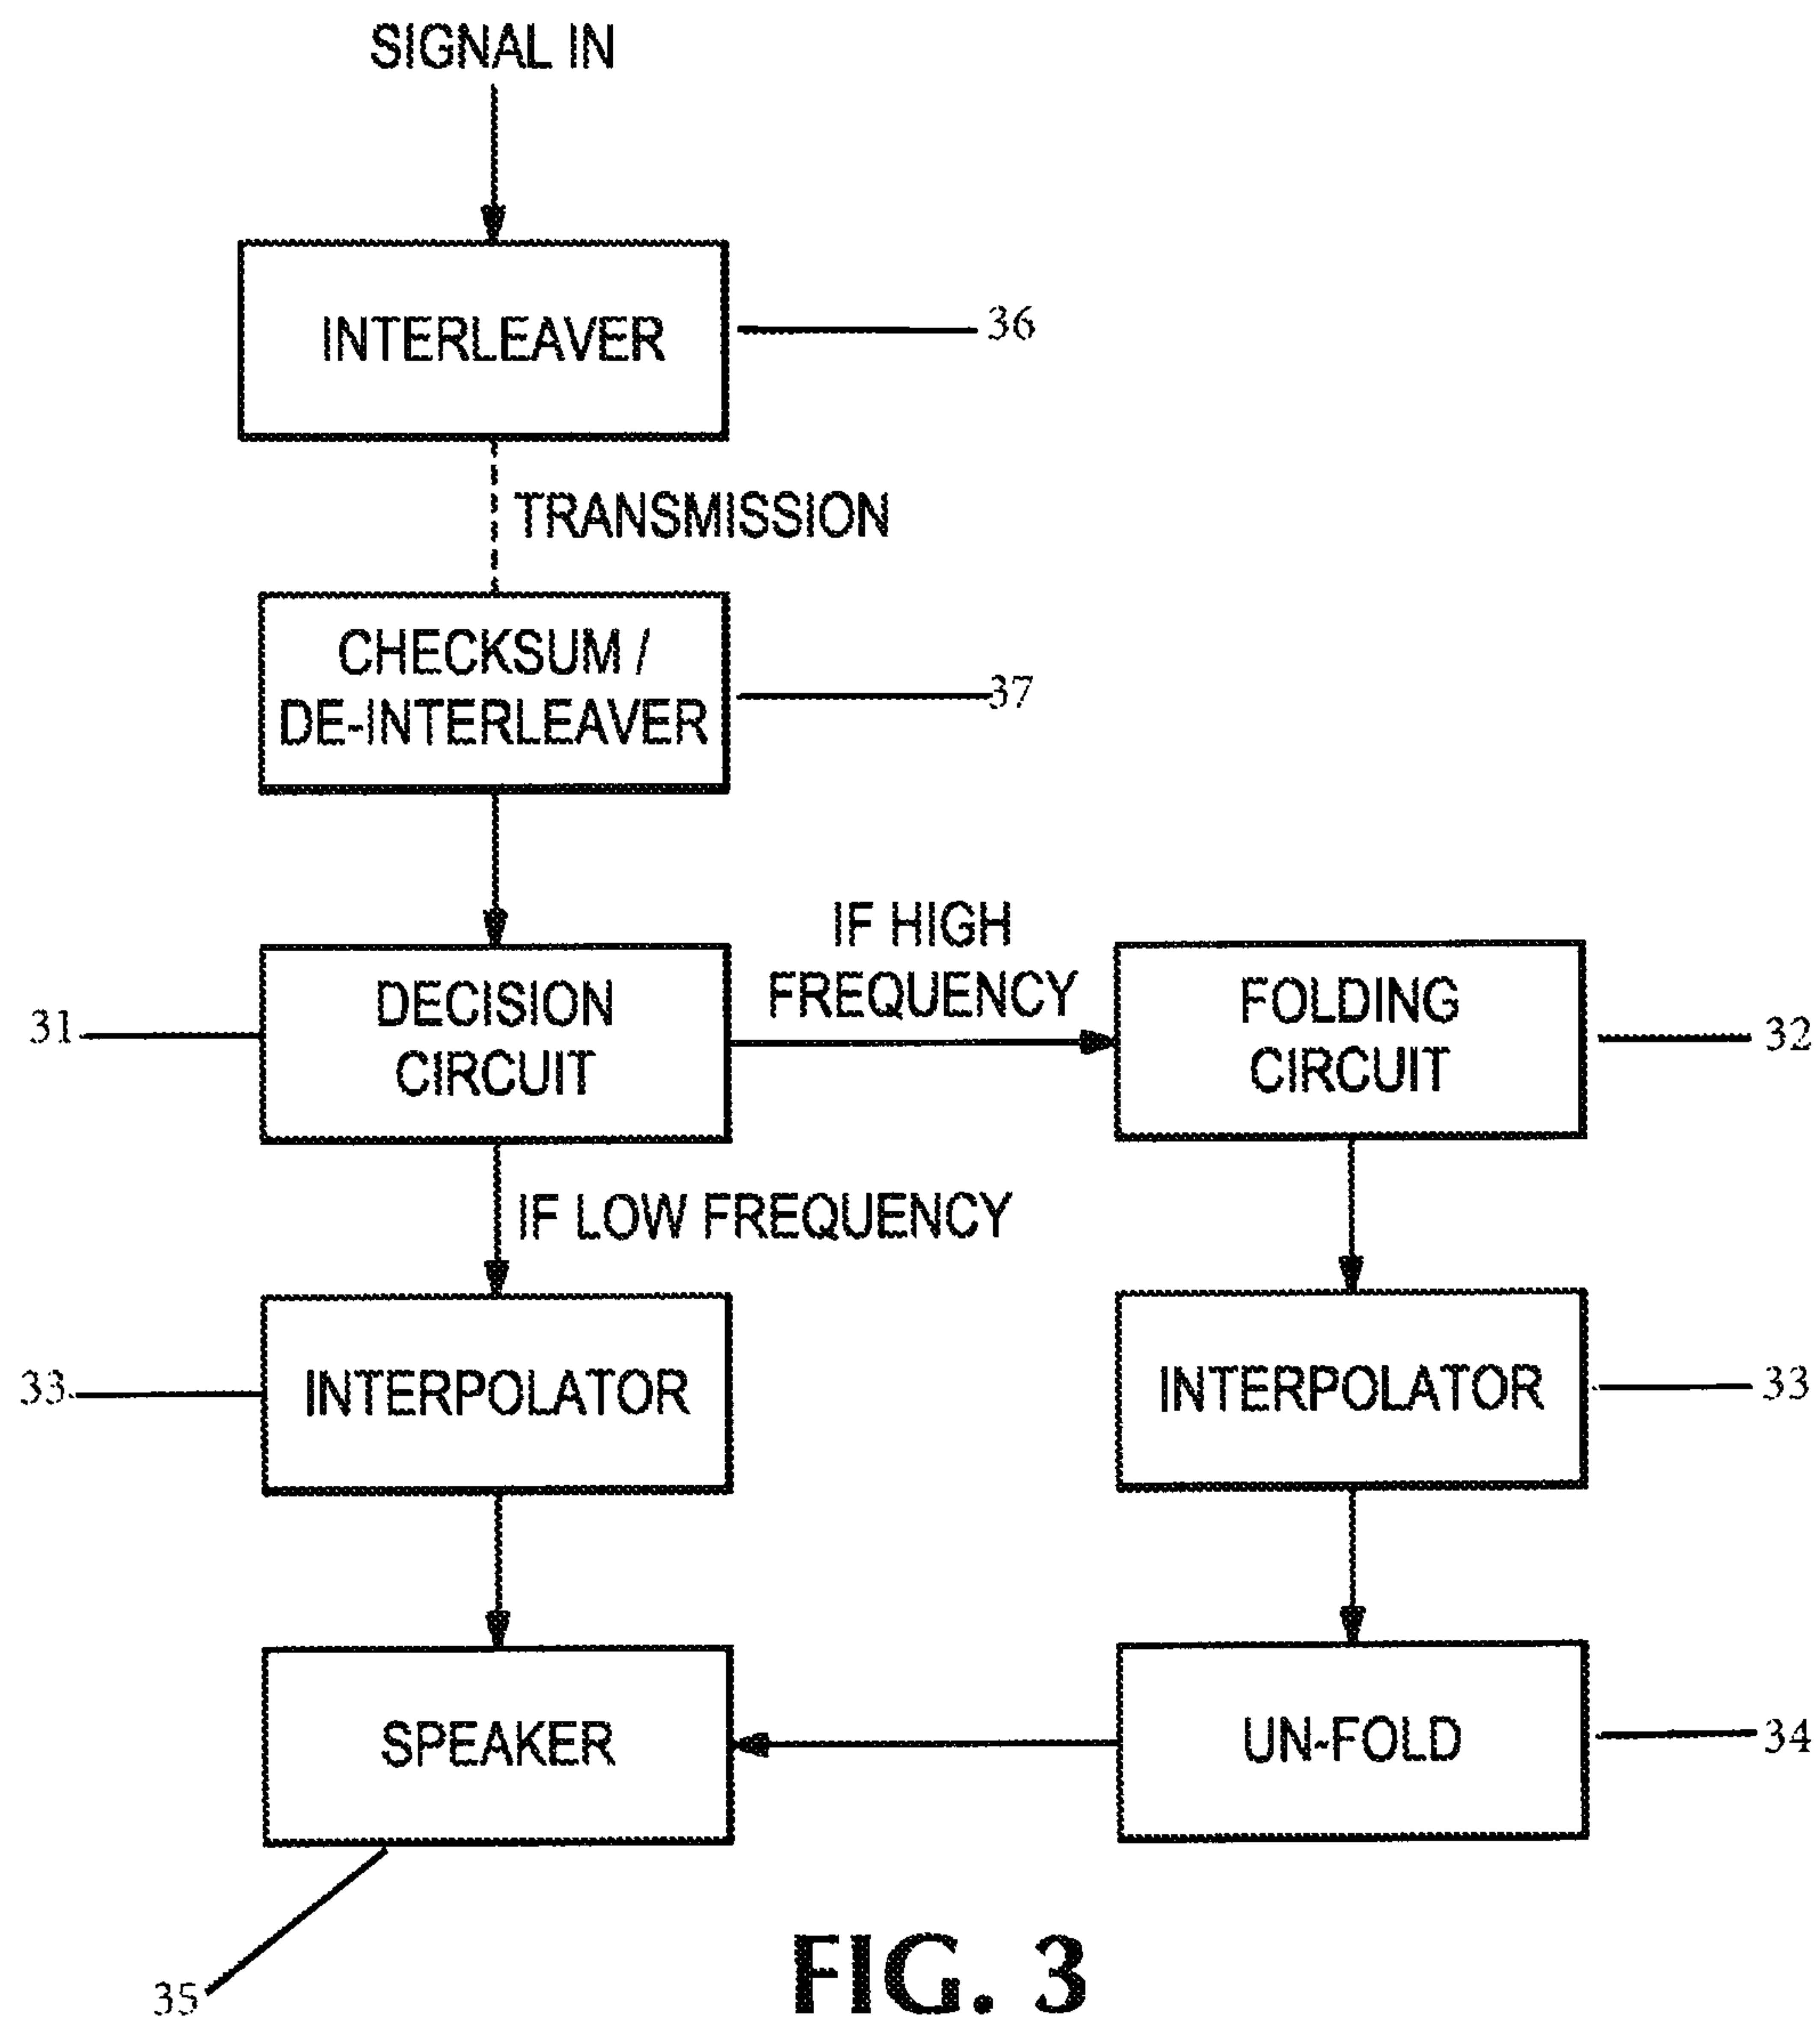 SIGNAL IN
INTERLEAVER
36
TRANSMISSION
CHECKSUM /
DE-INTERLEAVER
37
IF HIGH
FREQUENCY
31
DECISION
CIRCUIT
FOLDING
CIRCUIT
32
IF LOW FREQUENCY
33
INTERPOLATOR
INTERPOLATOR
33
SPEAKER
UN-FOLD
34
35
FIG. 3